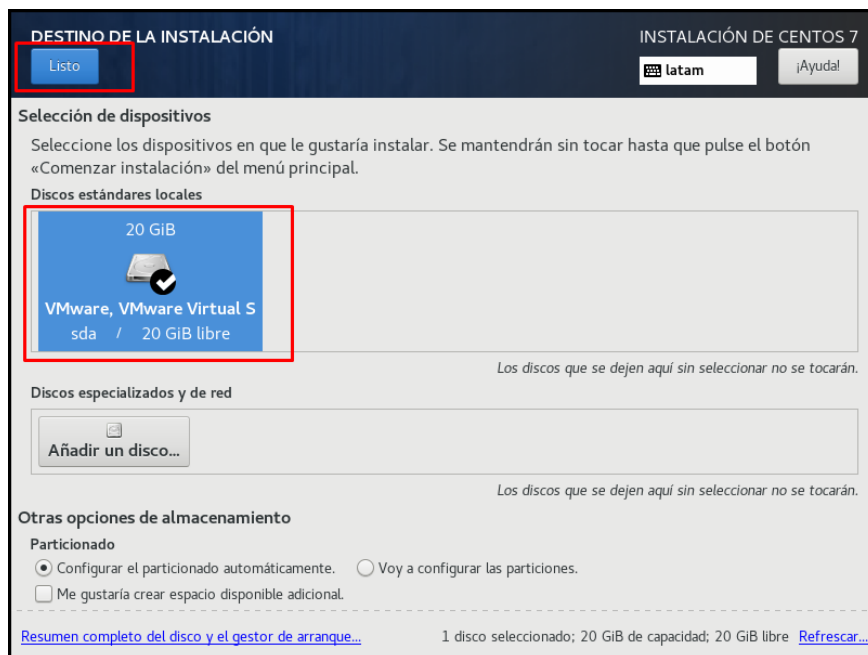 DESTINO DE LA INSTALACIÓN
INSTALACIÓN DE CENTOS 7
Listo
latam
¡Ayuda!
Selección de dispositivos
Seleccione los dispositivos en que le gustaría instalar. Se mantendrán sin tocar hasta que pulse el botón
«Comenzar instalación» del menú principal.
Discos estándares locales
20 GiB
VMware, VMware Virtual S
sda / 20 GiB libre
Los discos que se dejen aquí sin seleccionar no se tocarán.
Discos especializados y de red
Añadir un disco...
Los discos que se dejen aquí sin seleccionar no se tocarán.
Otras opciones de almacenamiento
Particionado
Configurar el particionado automáticamente. Voy a configurar las particiones.
Me gustaría crear espacio disponible adicional.
Resumen completo del disco y el gestor de arranque... 1 disco seleccionado; 20 GiB de capacidad; 20 GiB libre Refrescar...